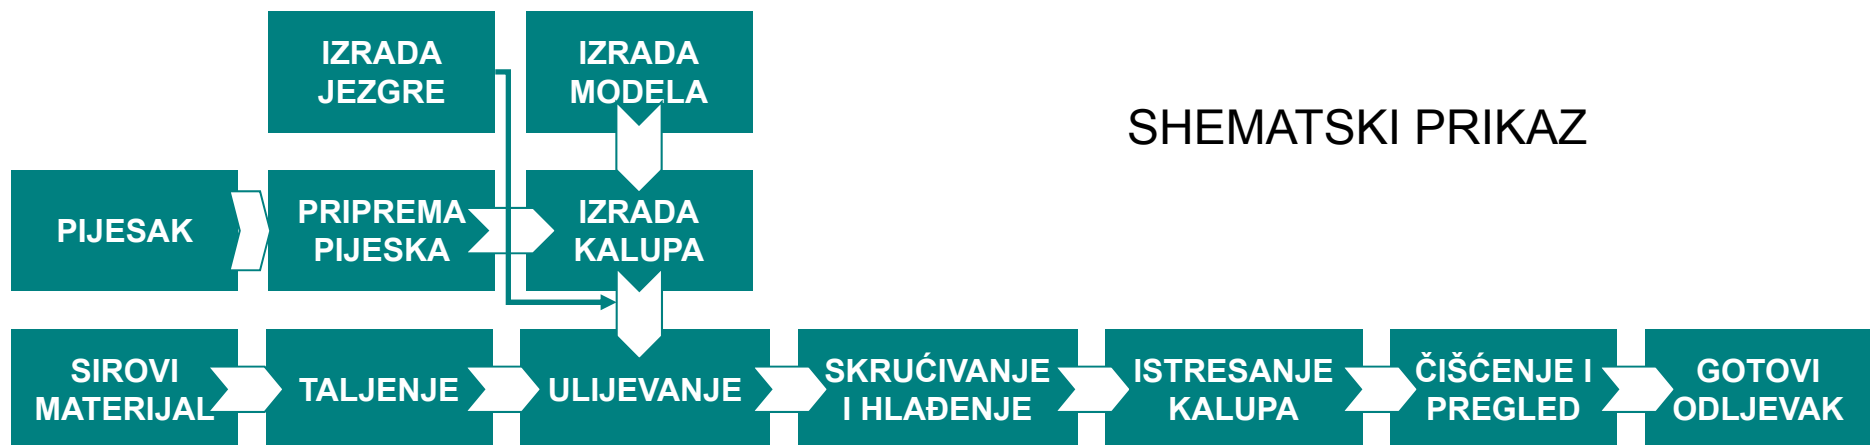 IZRADA
JEZGRE
IZRADA
MODELA
SHEMATSKI PRIKAZ
PIJESAK
PRIPREMA
PIJESKA
IZRADA
KALUPA
SIROVI
MATERIJAL
TALJENJE
ULIJEVANJE
SKRUĆIVANJE
I HLAĐENJE
ISTRESANJE
KALUPA
ČIŠĆENJE I
PREGLED
GOTOVI
ODLJEVAK